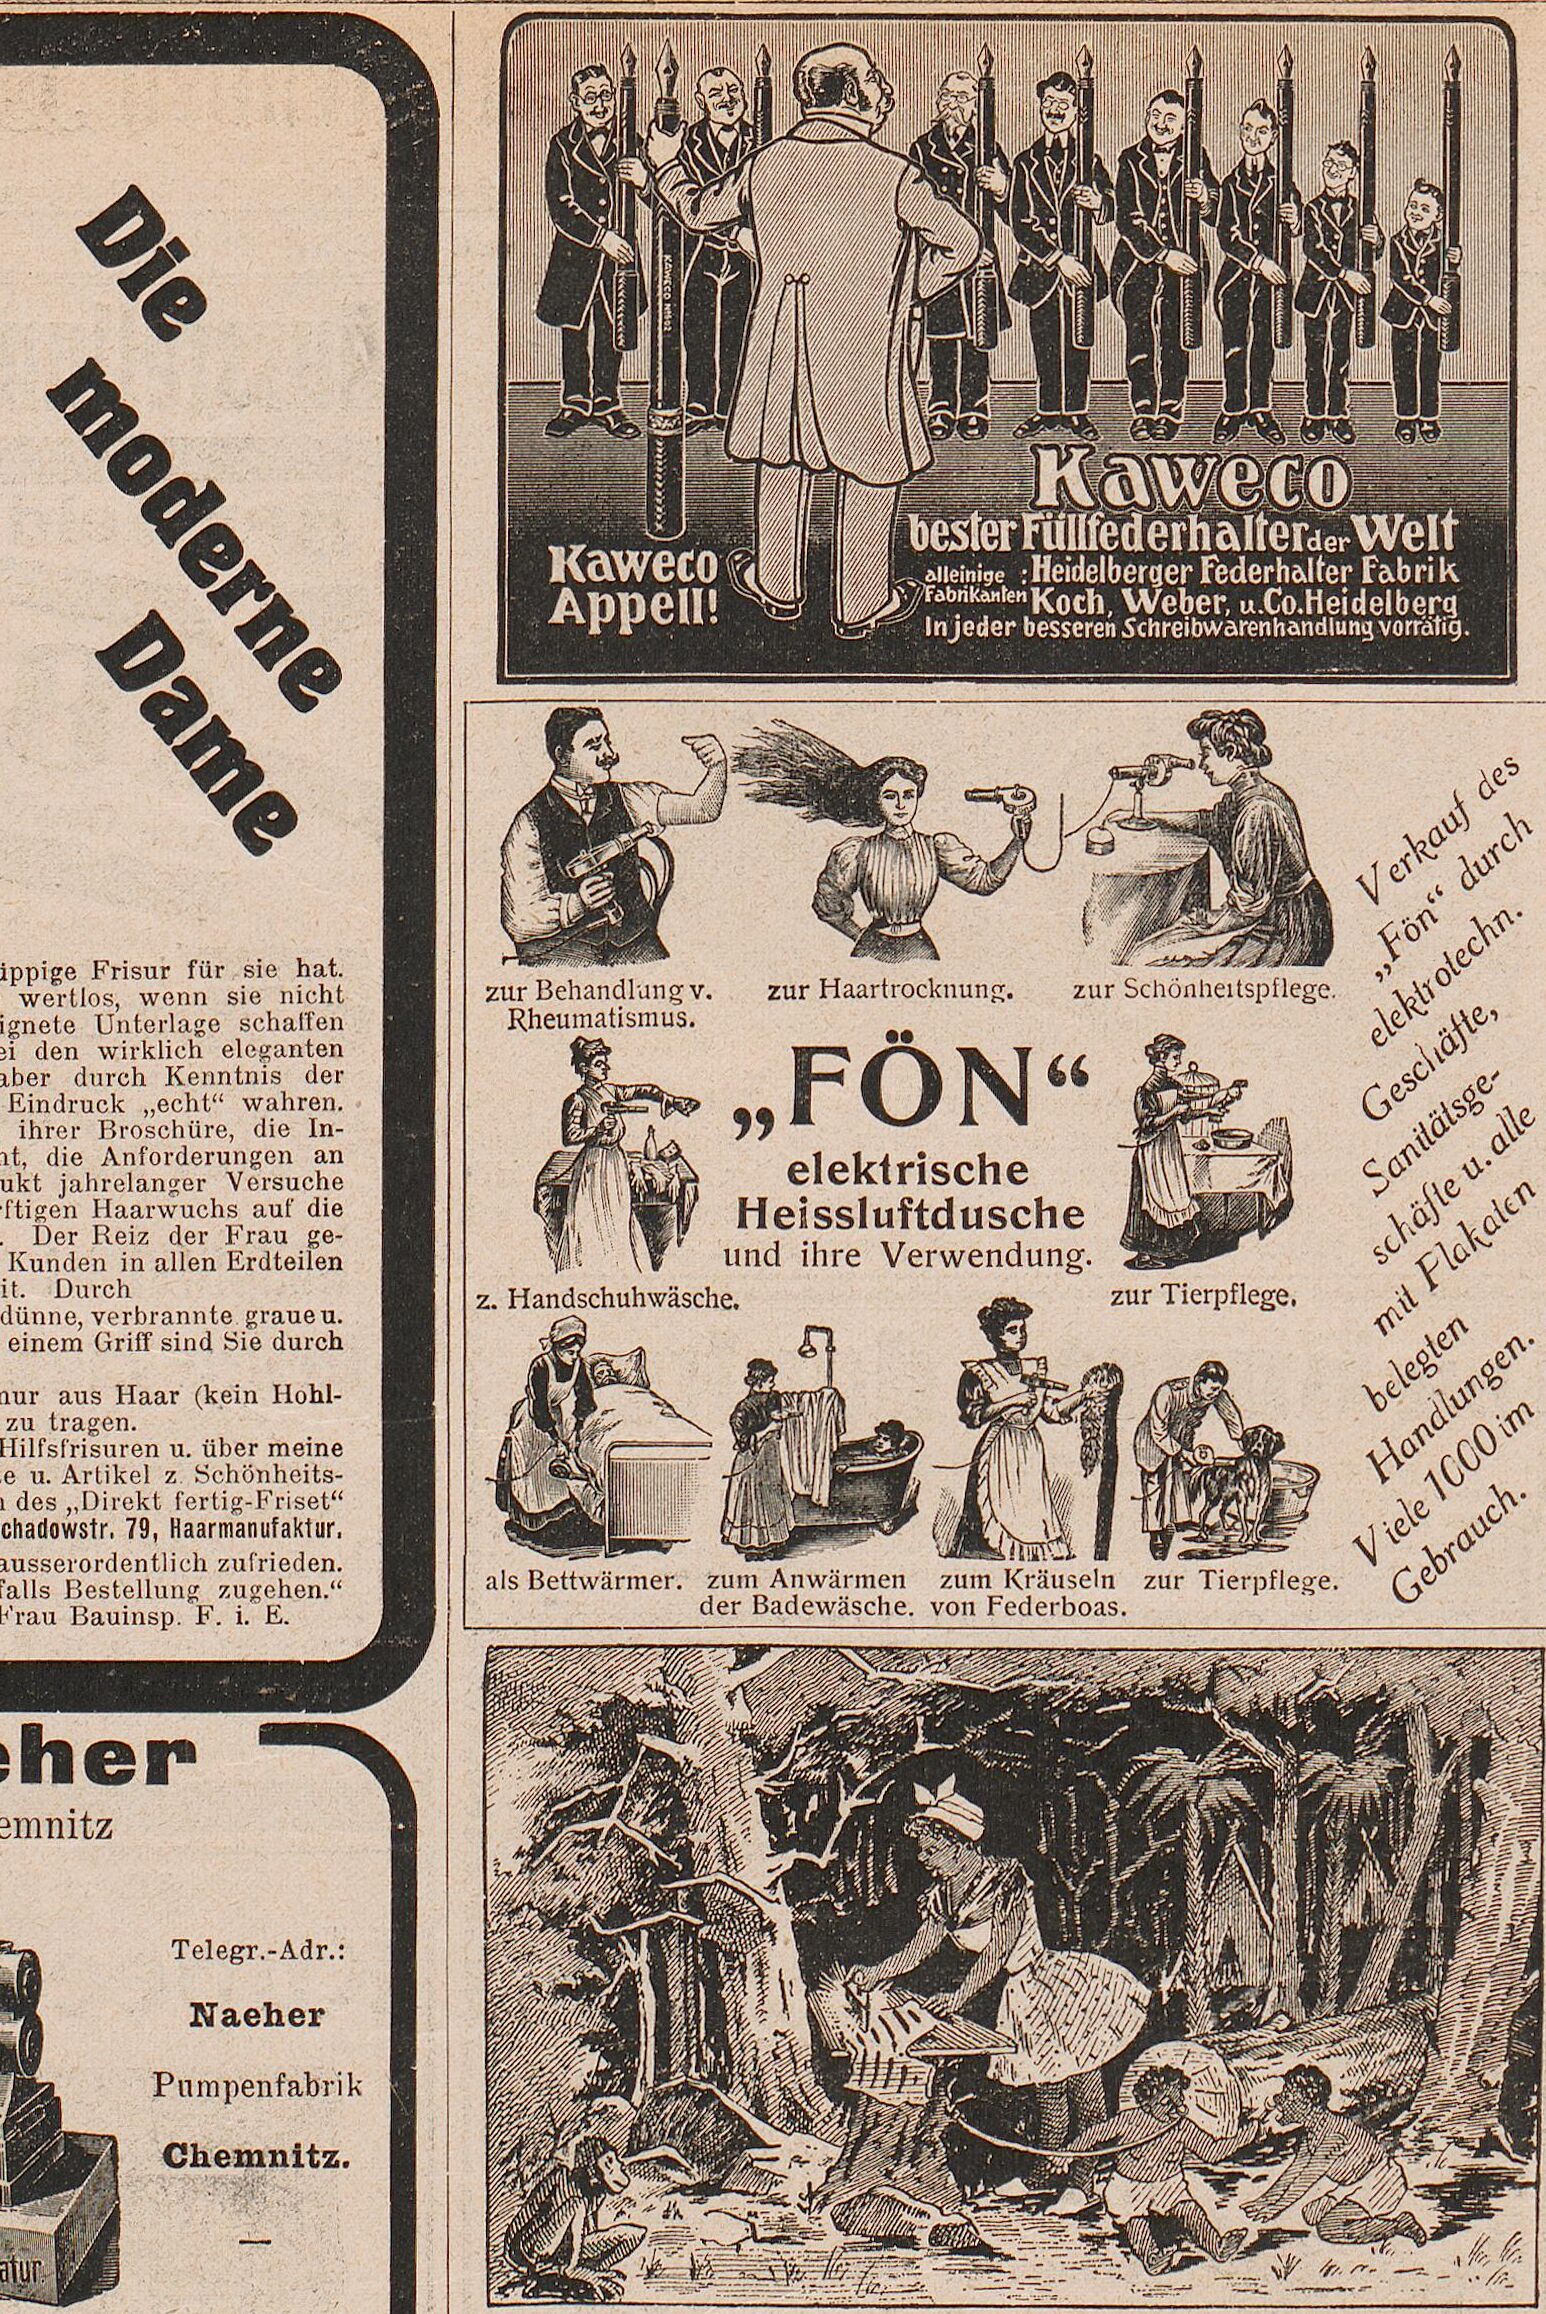 Die
moderne
Dame
üppige Frisur für sie hat.
wertlos, wenn sie nicht
ignete Unterlage schaffen
ei den wirklich eleganten
aber durch Kenntnis der
Eindruck „echt“ wahren.
ihrer Broschüre, die In-
ht, die Anforderungen an
ukt jahrelanger Versuche
ftigen Haarwuchs auf die
. Der Reiz der Frau ge-
Kunden in allen Erdteilen
it. Durch
dünne, verbrannte graue u.
einem Griff sind Sie durch
nur aus Haar (kein Hohl-
zu tragen.
Hilfsfrisuren u. über meine
te u. Artikel z. Schönheits-
n des „Direkt fertig-Friset“
chadowstr. 79, Haarmanufaktur.
ausserordentlich zufrieden.
falls Bestellung zugehen.“
Frau Bauinsp. F. i. E.
eher
emnitz
Telegr.-Adr.:
Naeher
Pumpenfabrik
Chemnitz.
—
atur.
KAWECO
Kaweco
Appell!
Kaweco
bester Füllfederhalter der Welt
alleinige Fabrikanten: Heidelberger Federhalter Fabrik
Koch, Weber, u. Co. Heidelberg
In jeder besseren Schreibwarenhandlung vorrätig.
zur Behandlung v.
Rheumatismus.
zur Haartrocknung.
zur Schönheitspflege.
„FÖN“
elektrische
Heissluftdusche
und ihre Verwendung.
z. Handschuhwäsche.
zur Tierpflege.
als Bettwärmer.
zum Anwärmen
der Badewäsche.
zum Kräuseln
von Federboas.
zur Tierpflege.
Verkauf des
„Fön“ durch
elektrotechn.
Geschäfte,
Sanitätsge-
schäfte u. alle
mit Plakaten
belegten
Handlungen.
Viele 1000 im
Gebrauch.